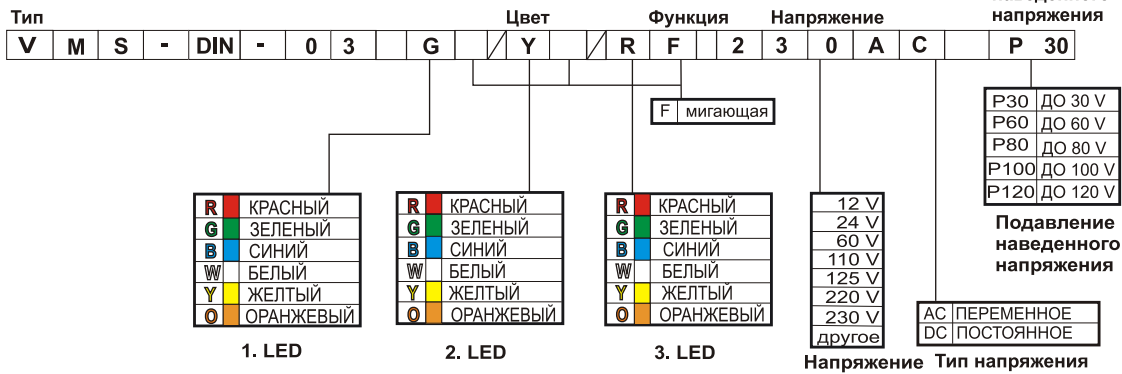 наведенного
Тип Цвет Функция Напряжение напряжения
V M S - DIN - 0 3 G / Y / R F 2 3 0 A C P 30
F мигающая
P30 ДО 30 V
P60 ДО 60 V
P80 ДО 80 V
P100 ДО 100 V
P120 ДО 120 V
Подавление
наведенного
напряжения
R КРАСНЫЙ
G ЗЕЛЕНЫЙ
B СИНИЙ
W БЕЛЫЙ
Y ЖЕЛТЫЙ
O ОРАНЖЕВЫЙ
1. LED
R КРАСНЫЙ
G ЗЕЛЕНЫЙ
B СИНИЙ
W БЕЛЫЙ
Y ЖЕЛТЫЙ
O ОРАНЖЕВЫЙ
2. LED
R КРАСНЫЙ
G ЗЕЛЕНЫЙ
B СИНИЙ
W БЕЛЫЙ
Y ЖЕЛТЫЙ
O ОРАНЖЕВЫЙ
3. LED
12 V
24 V
60 V
110 V
125 V
220 V
230 V
другое
Напряжение
AC ПЕРЕМЕННОЕ
DC ПОСТОЯННОЕ
Тип напряжения